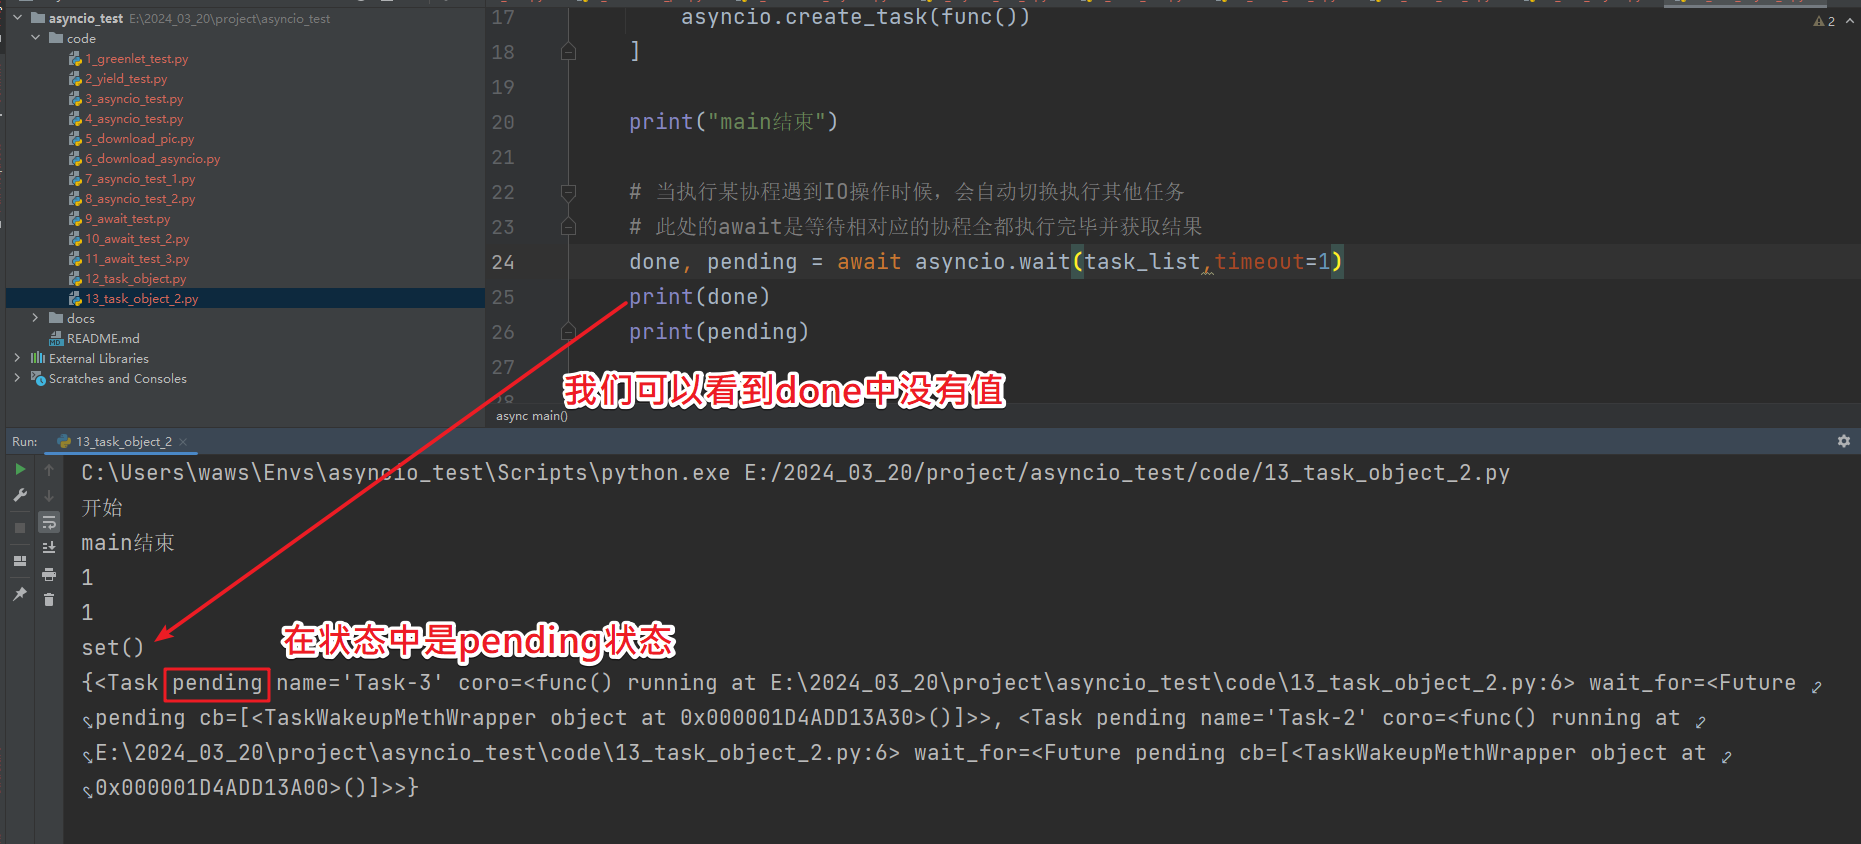 asyncio_test E:\2024_03_20\project\asyncio_test
code
1_greenlet_test.py
2_yield_test.py
3_asyncio_test.py
4_asyncio_test.py
5_download_pic.py
6_download_asyncio.py
7_asyncio_test_1.py
8_asyncio_test_2.py
9_await_test.py
10_await_test_2.py
11_await_test_3.py
12_task_object.py
13_task_object_2.py
docs
README.md
External Libraries
Scratches and Consoles
17 asyncio.create_task(func())
2
18 ]
19
20 print("main结束")
21
22 # 当执行某协程遇到IO操作时候，会自动切换执行其他任务
23 # 此处的await是等待相对应的协程全都执行完毕并获取结果
24 done, pending = await asyncio.wait(task_list,timeout=1)
25 print(done)
26 print(pending)
27
我们可以看到done中没有值
28
async main()
Run: 13_task_object_2
C:\Users\waws\Envs\asyncio_test\Scripts\python.exe E:/2024_03_20/project/asyncio_test/code/13_task_object_2.py
开始
main结束
1
1
set()
在状态中是pending状态
{<Task pending name='Task-3' coro=<func() running at E:\2024_03_20\project\asyncio_test\code\13_task_object_2.py:6> wait_for=<Future
pending cb=[<TaskWakeupMethWrapper object at 0x000001D4ADD13A30>()]>>, <Task pending name='Task-2' coro=<func() running at
E:\2024_03_20\project\asyncio_test\code\13_task_object_2.py:6> wait_for=<Future pending cb=[<TaskWakeupMethWrapper object at
0x000001D4ADD13A00>()]>>}